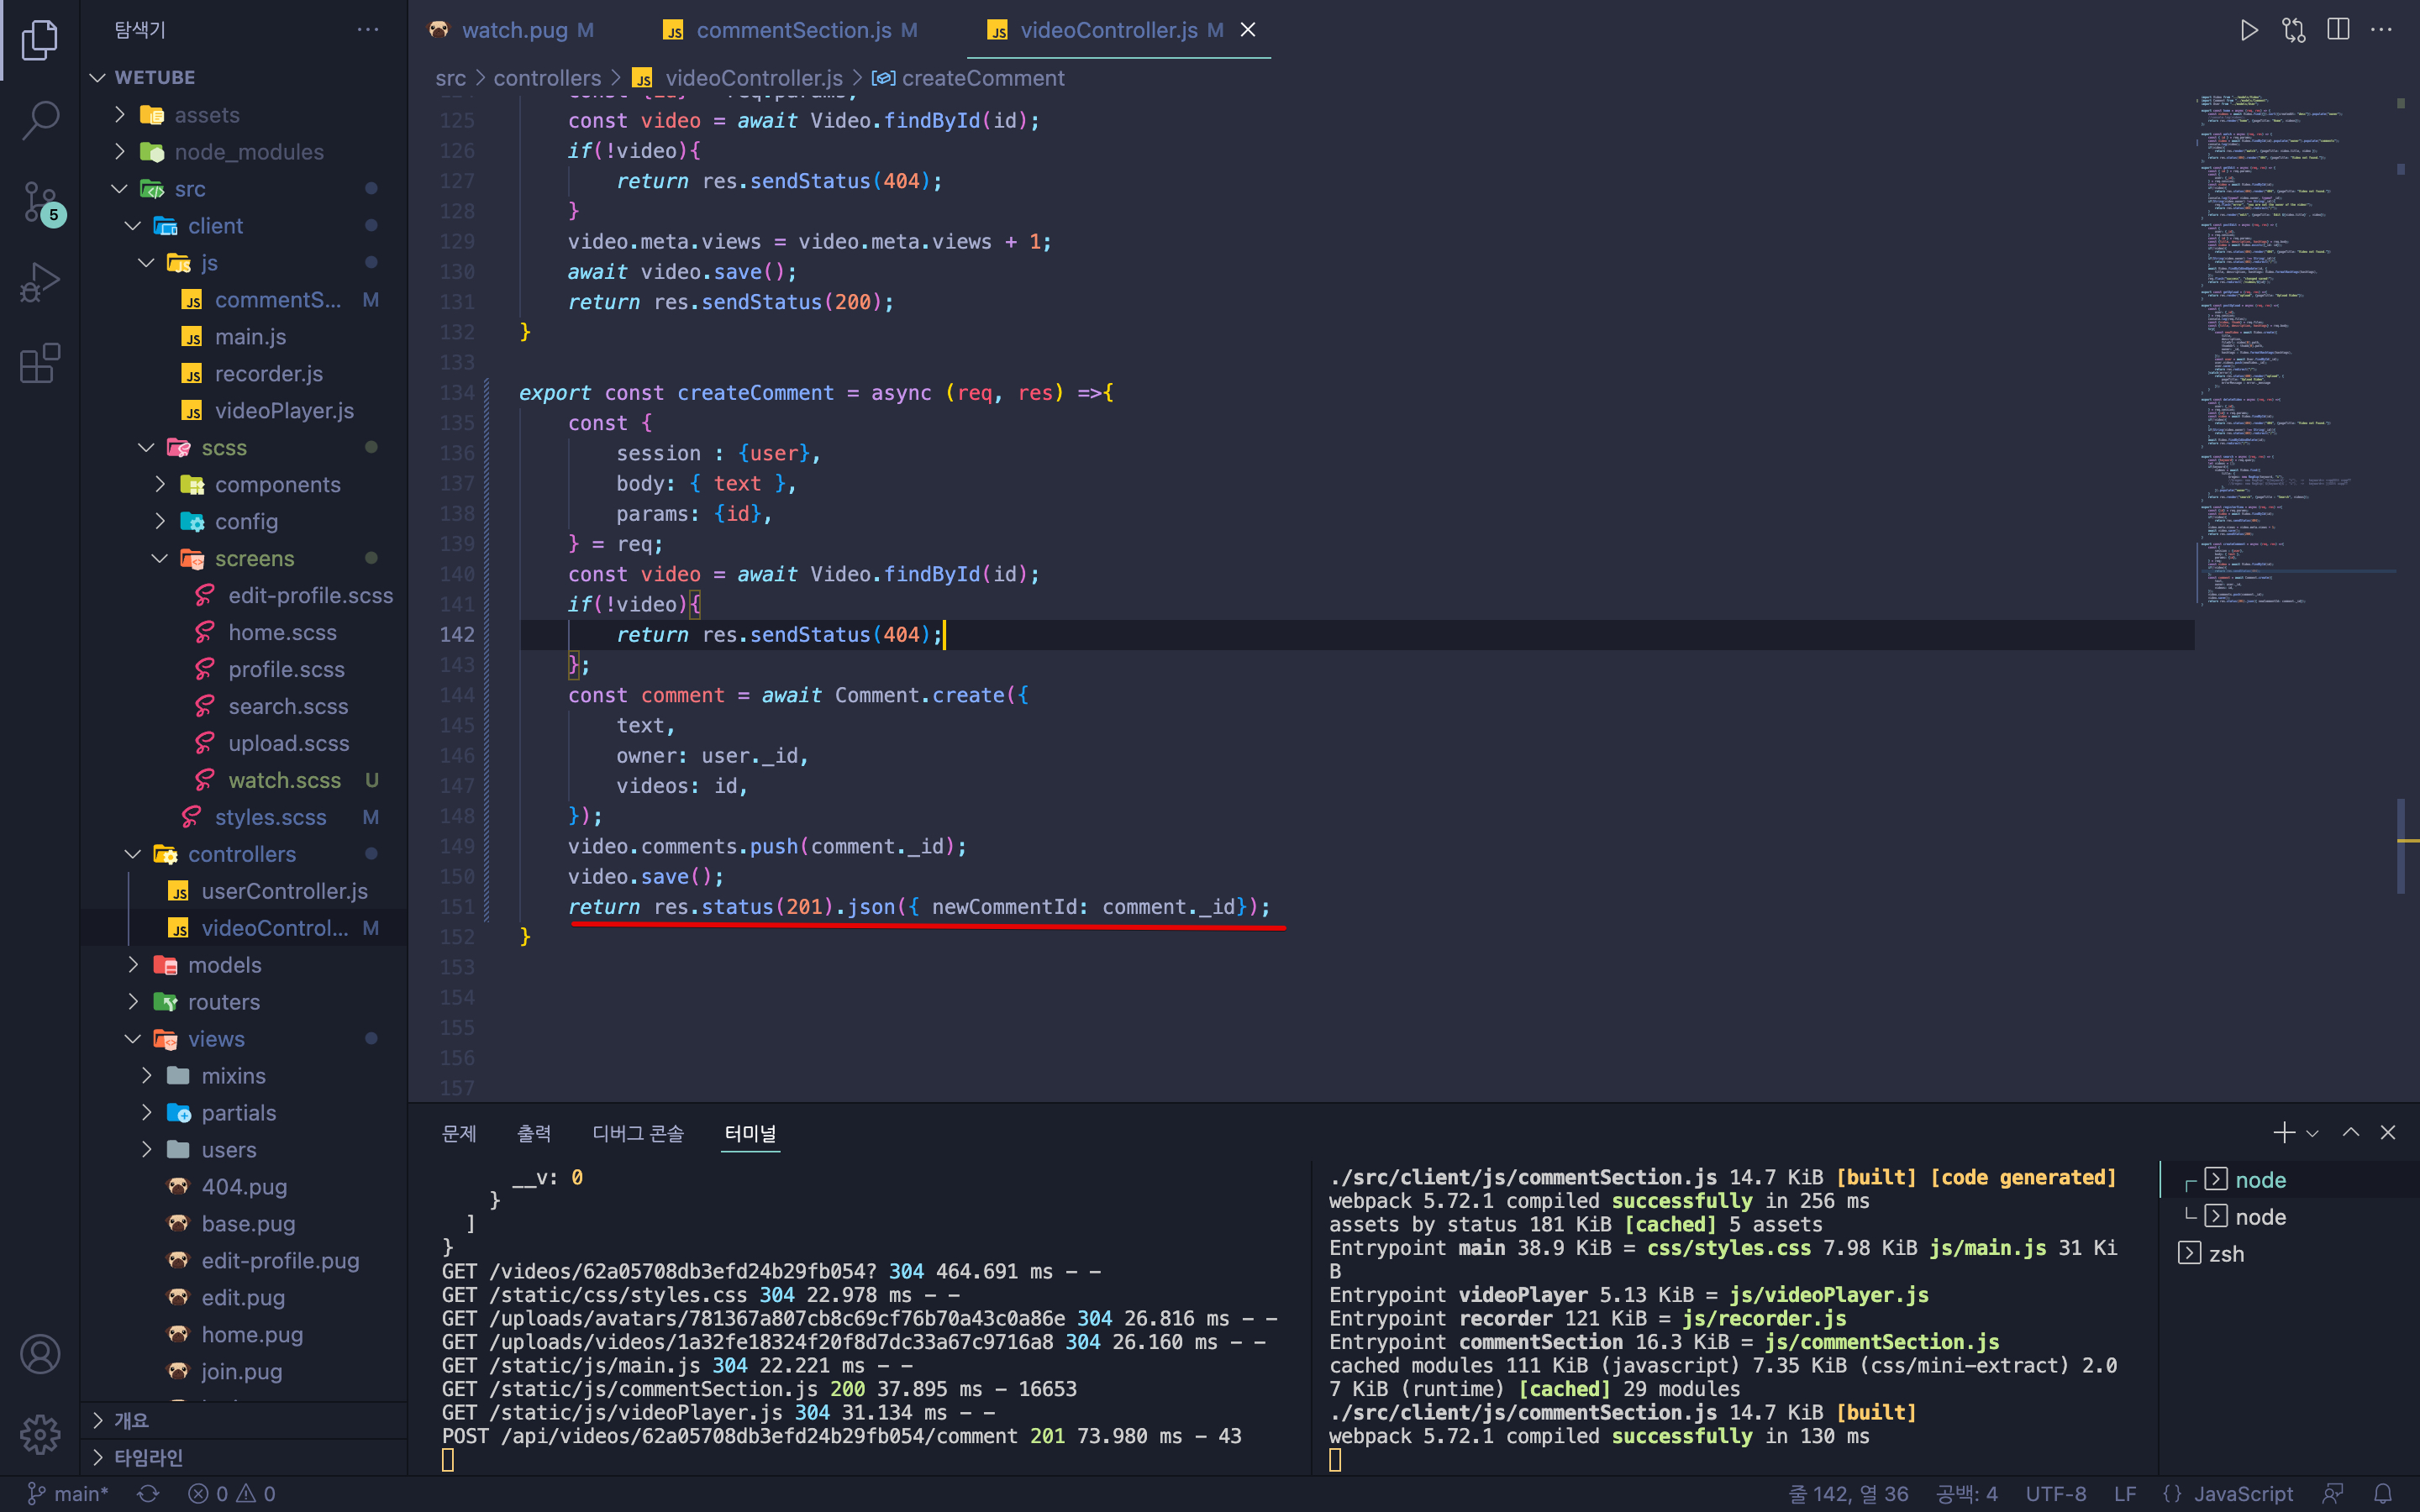 탐색기
WETUBE
assets
node_modules
src
client
js
commentS... M
main.js
recorder.js
videoPlayer.js
scss
components
config
screens
edit-profile.scss
home.scss
profile.scss
search.scss
upload.scss
watch.scss U
styles.scss M
controllers
userController.js
videoControl... M
models
routers
views
mixins
partials
users
404.pug
base.pug
edit-profile.pug
edit.pug
home.pug
join.pug
개요
타임라인
5
watch.pug M
commentSection.js M
videoController.js M
src > controllers > JS videoController.js > createComment
125 const video = await Video.findById(id);
126 if(!video){
127 return res.sendStatus(404);
128 }
129 video.meta.views = video.meta.views + 1;
130 await video.save();
131 return res.sendStatus(200);
132 }
133
134 export const createComment = async (req, res) =>{
135 const {
136 session : {user},
137 body: { text },
138 params: {id},
139 } = req;
140 const video = await Video.findById(id);
141 if(!video){
142 return res.sendStatus(404);
143 };
144 const comment = await Comment.create({
145 text,
146 owner: user._id,
147 videos: id,
148 });
149 video.comments.push(comment._id);
150 video.save();
151 return res.status(201).json({ newCommentId: comment._id});
152 }
153
154
155
156
157
문제 출력 디버그 콘솔 터미널
__v: 0
}
]
}
GET /videos/62a05708db3efd24b29fb054? 304 464.691 ms - -
GET /static/css/styles.css 304 22.978 ms - -
GET /uploads/avatars/781367a807cb8c69cf76b70a43c0a86e 304 26.816 ms - -
GET /uploads/videos/1a32fe18324f20f8d7dc33a67c9716a8 304 26.160 ms - -
GET /static/js/main.js 304 22.221 ms - -
GET /static/js/commentSection.js 200 37.895 ms - 16653
GET /static/js/videoPlayer.js 304 31.134 ms - -
POST /api/videos/62a05708db3efd24b29fb054/comment 201 73.980 ms - 43
./src/client/js/commentSection.js 14.7 KiB [built] [code generated]
webpack 5.72.1 compiled successfully in 256 ms
assets by status 181 KiB [cached] 5 assets
Entrypoint main 38.9 KiB = css/styles.css 7.98 KiB js/main.js 31 Ki
B
Entrypoint videoPlayer 5.13 KiB = js/videoPlayer.js
Entrypoint recorder 121 KiB = js/recorder.js
Entrypoint commentSection 16.3 KiB = js/commentSection.js
cached modules 111 KiB (javascript) 7.35 KiB (css/mini-extract) 2.0
7 KiB (runtime) [cached] 29 modules
./src/client/js/commentSection.js 14.7 KiB [built]
webpack 5.72.1 compiled successfully in 130 ms
node
node
zsh
main* 0 0
줄 142, 열 36 공백: 4 UTF-8 LF {} JavaScript